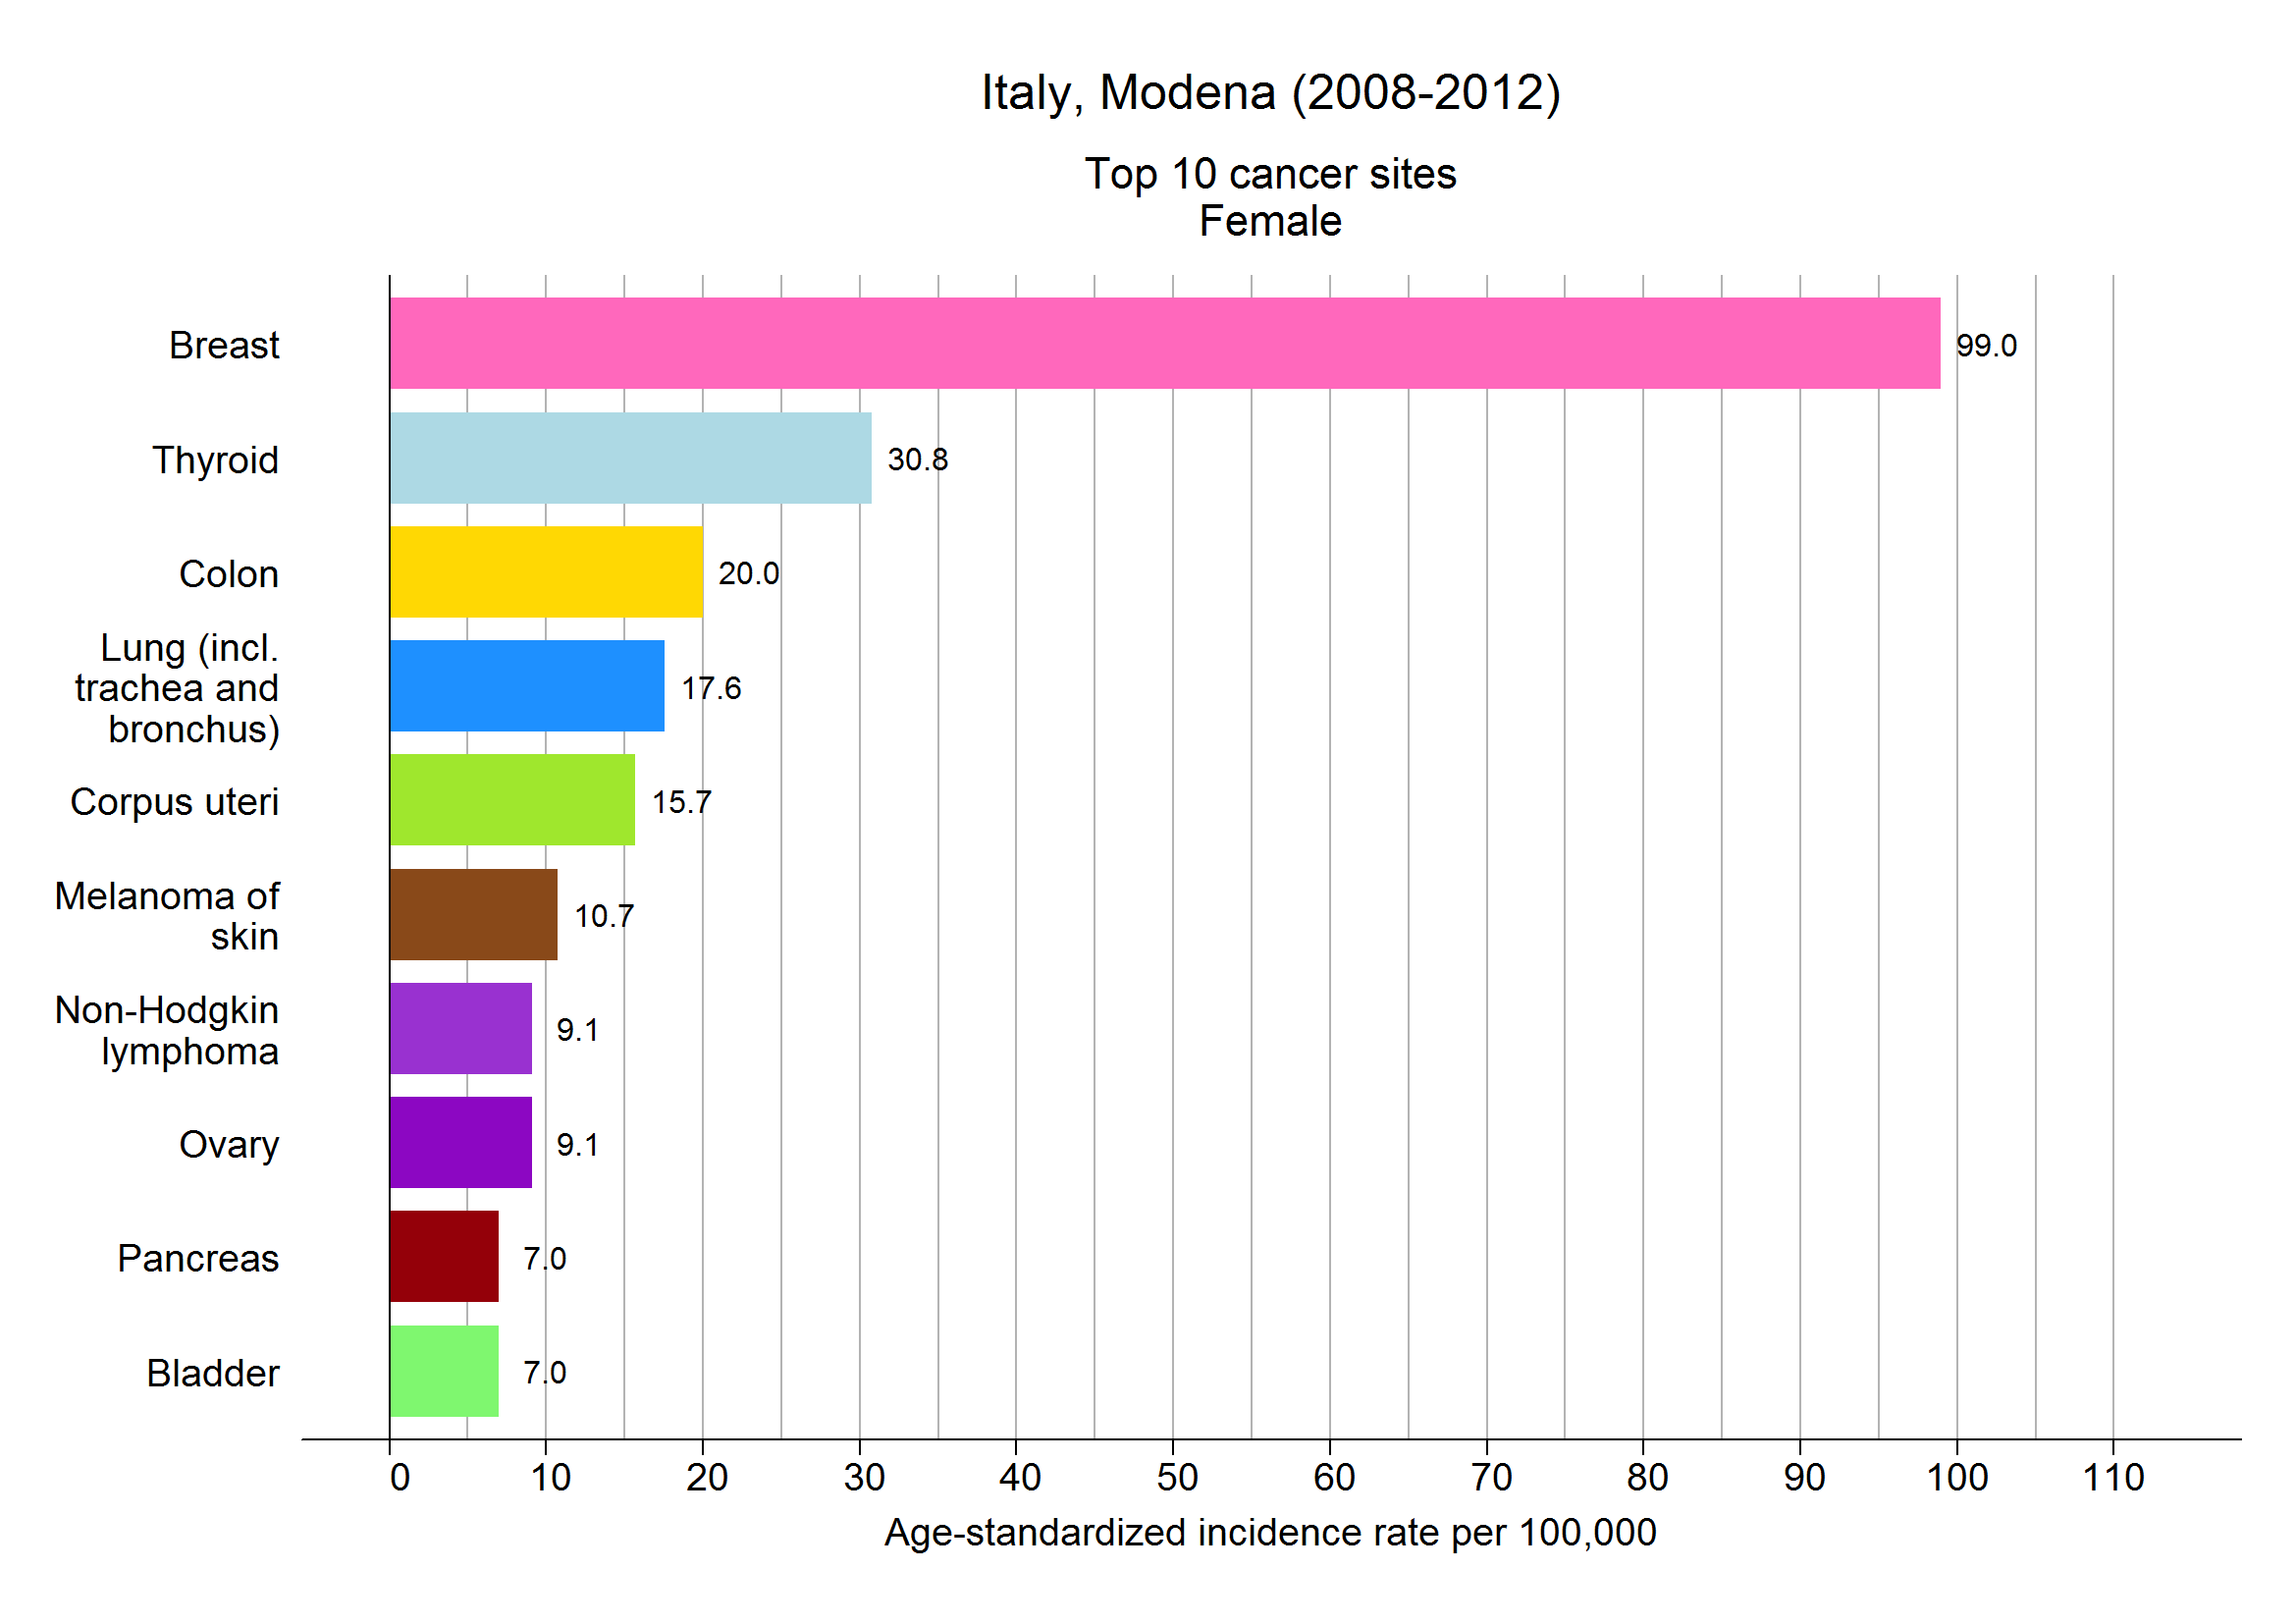 Italy, Modena (2008-2012)
Top 10 cancer sites
Female
Breast
99.0
Thyroid
30.8
Colon
20.0
Lung (incl.
trachea and
bronchus)
17.6
Corpus uteri
15.7
Melanoma of
skin
10.7
Non-Hodgkin
lymphoma
9.1
Ovary
9.1
Pancreas
7.0
Bladder
7.0
0 10 20 30 40 50 60 70 80 90 100 110
Age-standardized incidence rate per 100,000